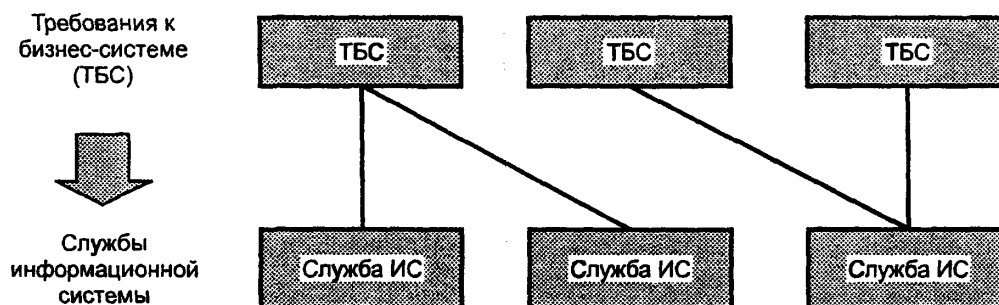 Требования к
бизнес-системе
(ТБС)
ТБС
ТБС
ТБС
Службы
информационной
системы
Служба ИС
Служба ИС
Служба ИС